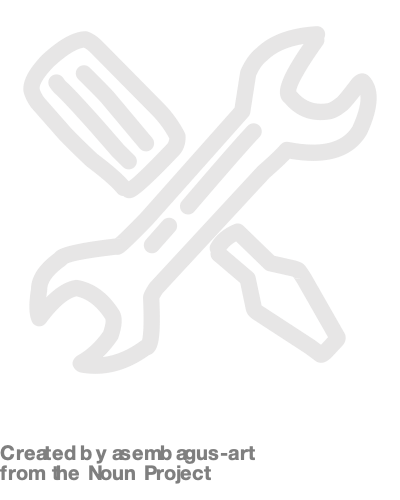 Created by asembagus-art
from the Noun Project